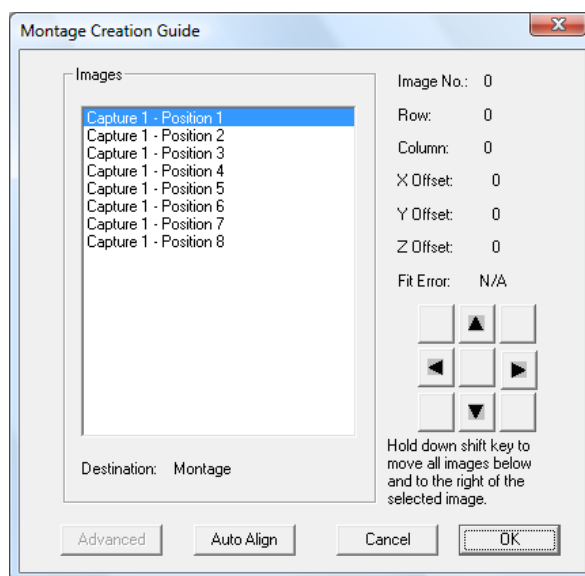 Montage Creation Guide
Images
Capture 1 - Position 1
Capture 1 - Position 2
Capture 1 - Position 3
Capture 1 - Position 4
Capture 1 - Position 5
Capture 1 - Position 6
Capture 1 - Position 7
Capture 1 - Position 8
Destination: Montage
Image No.: 0
Row: 0
Column: 0
X Offset: 0
Y Offset: 0
Z Offset: 0
Fit Error: N/A
Hold down shift key to
move all images below
and to the right of the
selected image.
Advanced Auto Align Cancel OK